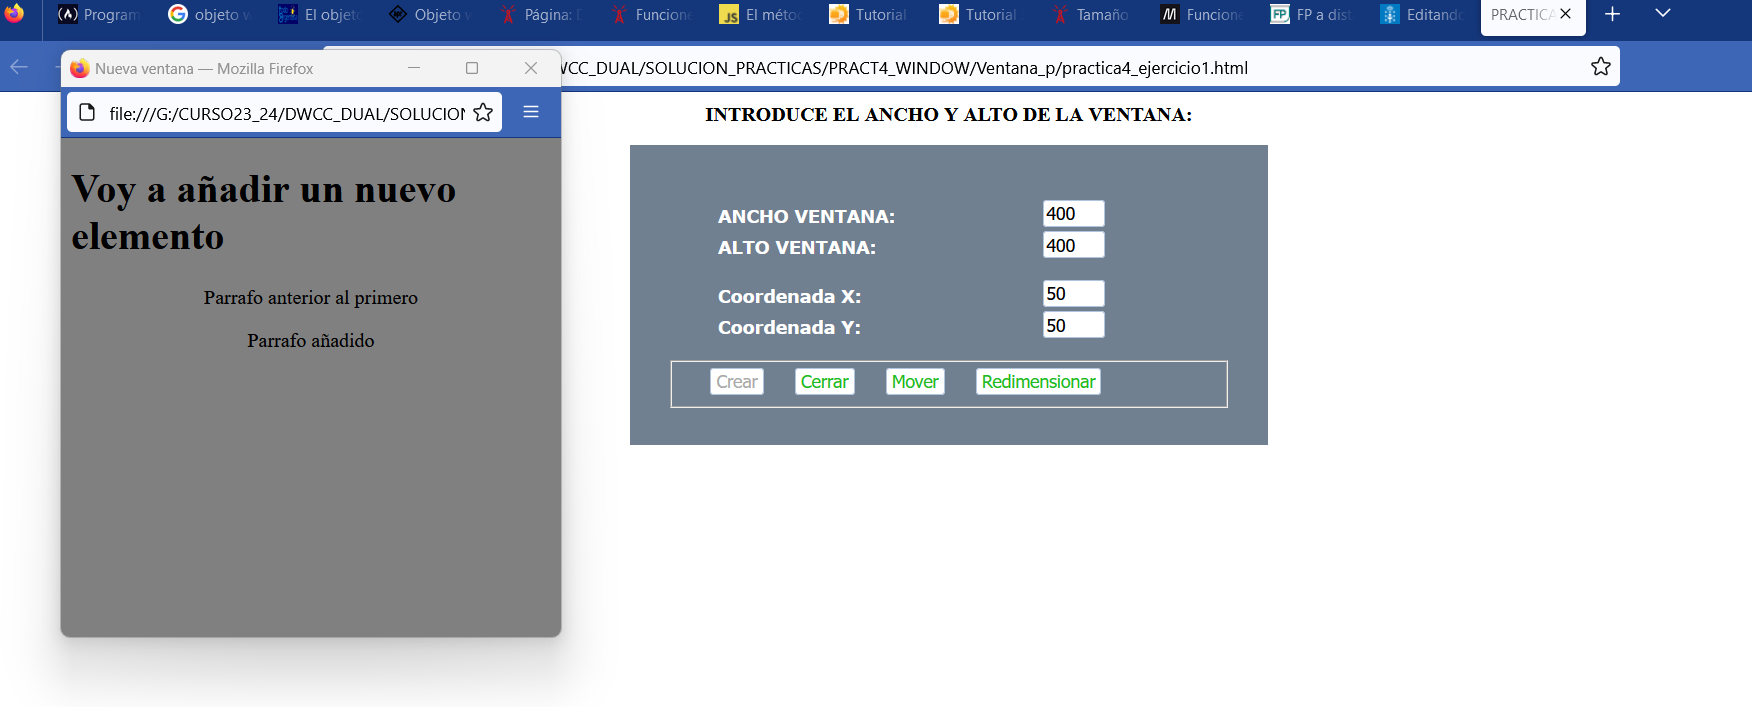 Program
objeto
El objet
Objeto
Página:
Funcion
El méto
Tutorial
Tutorial
Tamaño
Funcion
FP a dist
Editand
PRACTICA
Nueva ventana — Mozilla Firefox
CC_DUAL/SOLUCION_PRACTICAS/PRACT4_WINDOW/Ventana_p/practica4_ejercicio1.html
file:///G:/CURSO23_24/DWCC_DUAL/SOLUCION
Voy a añadir un nuevo
elemento
Parrafo anterior al primero
Parrafo añadido
INTRODUCE EL ANCHO Y ALTO DE LA VENTANA:
ANCHO VENTANA: 400
ALTO VENTANA: 400
Coordenada X: 50
Coordenada Y: 50
Crear Cerrar Mover Redimensionar